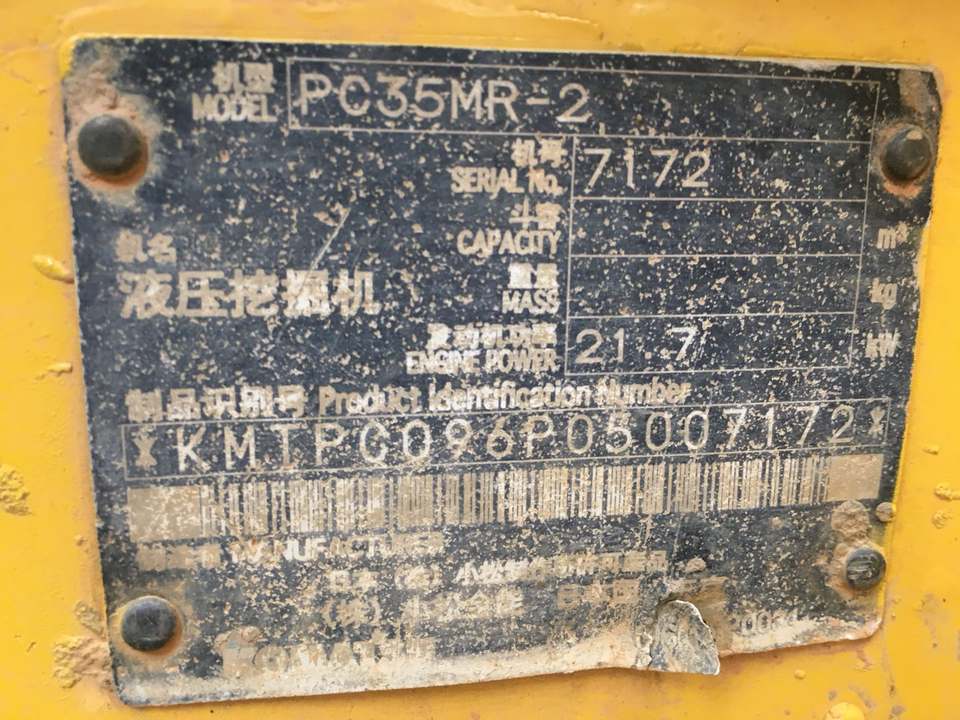 机型
MODEL PC35MR-2
机号
SERIAL No. 7172
斗容
CAPACITY m³
机名
液压挖掘机
重量
MASS kg
发动机功率
ENGINE POWER 21.7 kW
制品识别号 Product Identification Number
*KMTPC096P05007172*
MANUFACTURER
KOMATSU